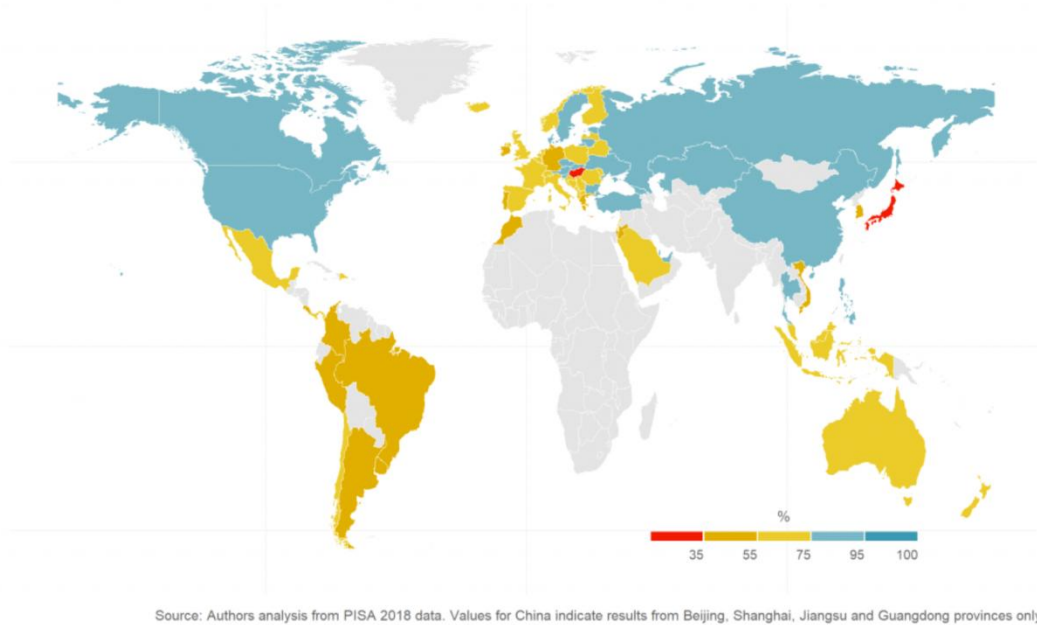 %
35 55 75 95 100
Source: Authors analysis from PISA 2018 data. Values for China indicate results from Beijing, Shanghai, Jiangsu and Guangdong provinces only